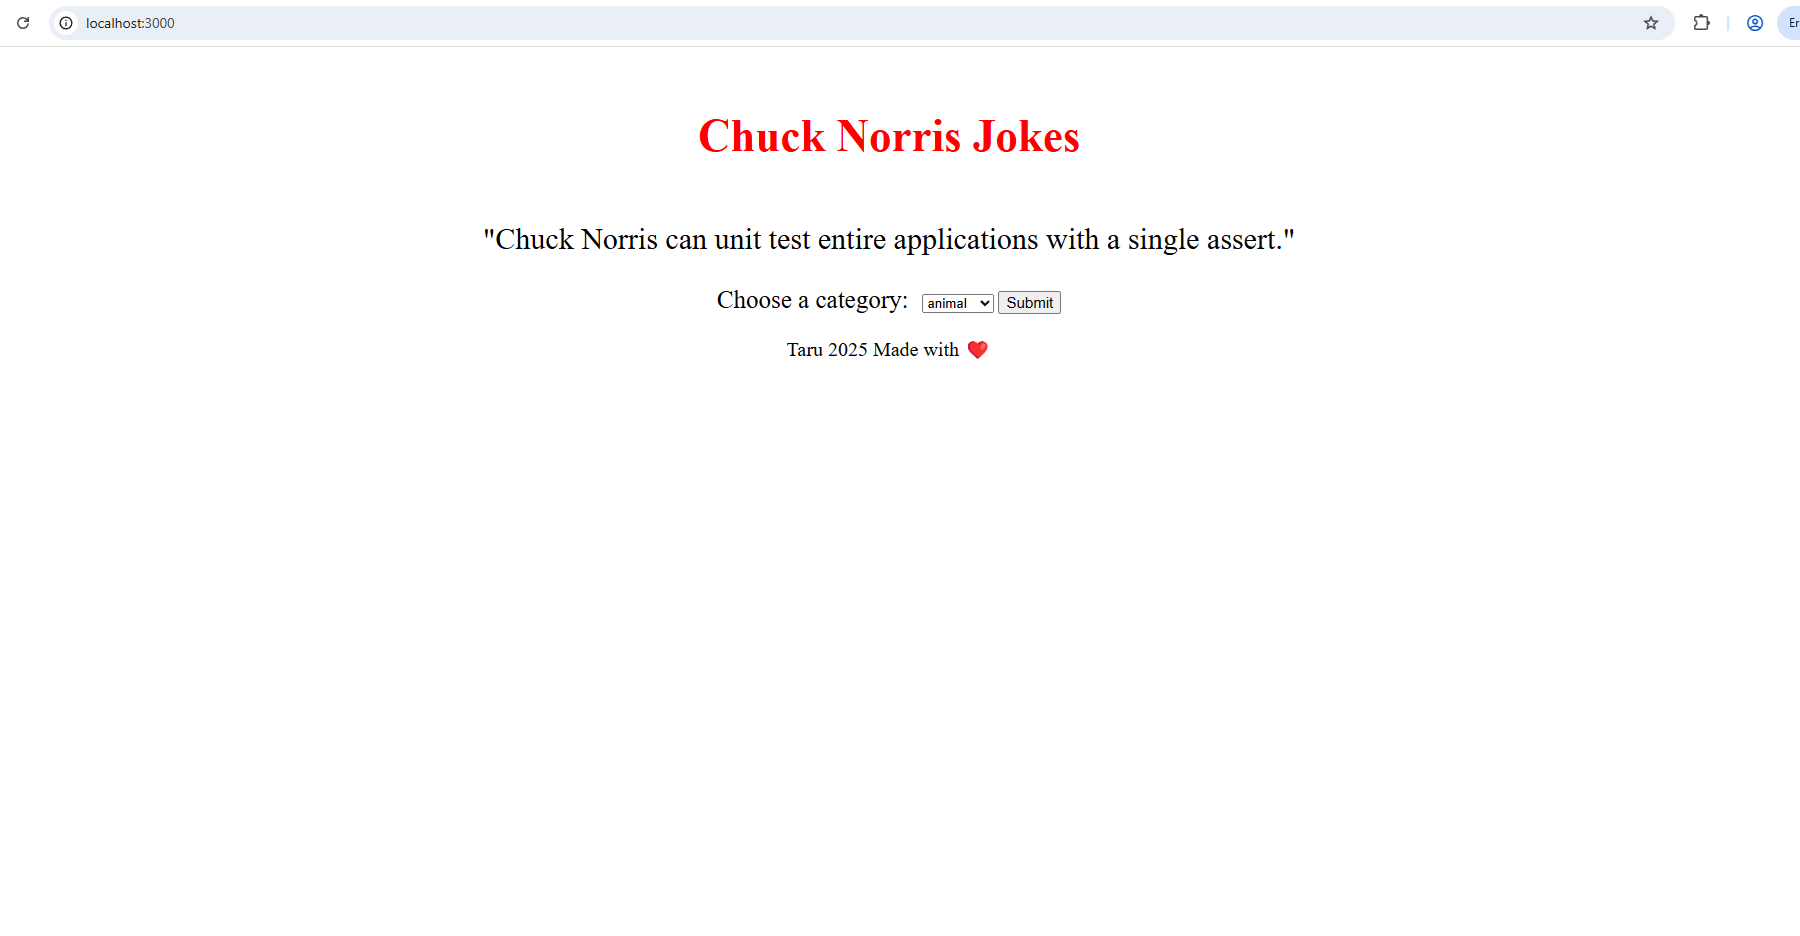 localhost:3000
Er
Chuck Norris Jokes
"Chuck Norris can unit test entire applications with a single assert."
Choose a category: animal Submit
Taru 2025 Made with ❤️